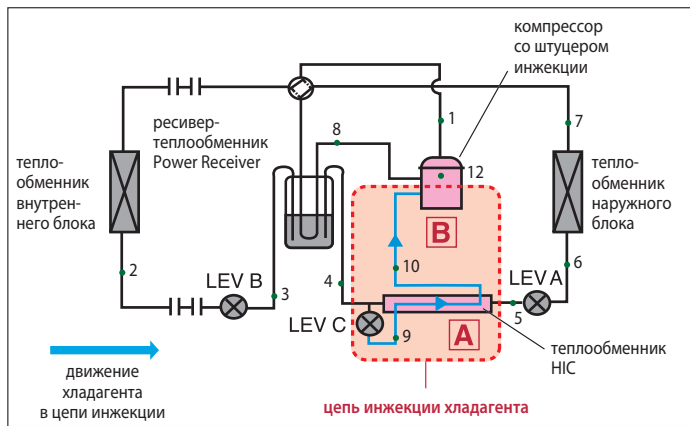 компрессор
со штуцером
инжекции
ресивер-
теплообменник
Power Receiver
8
1
7
тепло-
обменник
внутрен-
него блока
12
тепло-
обменник
наружного
блока
B
2
LEV B
3
4
10
LEV A
6
5
LEV C
9
A
теплообменник
HIC
движение
хладагента
в цепи инжекции
цепь инжекции хладагента